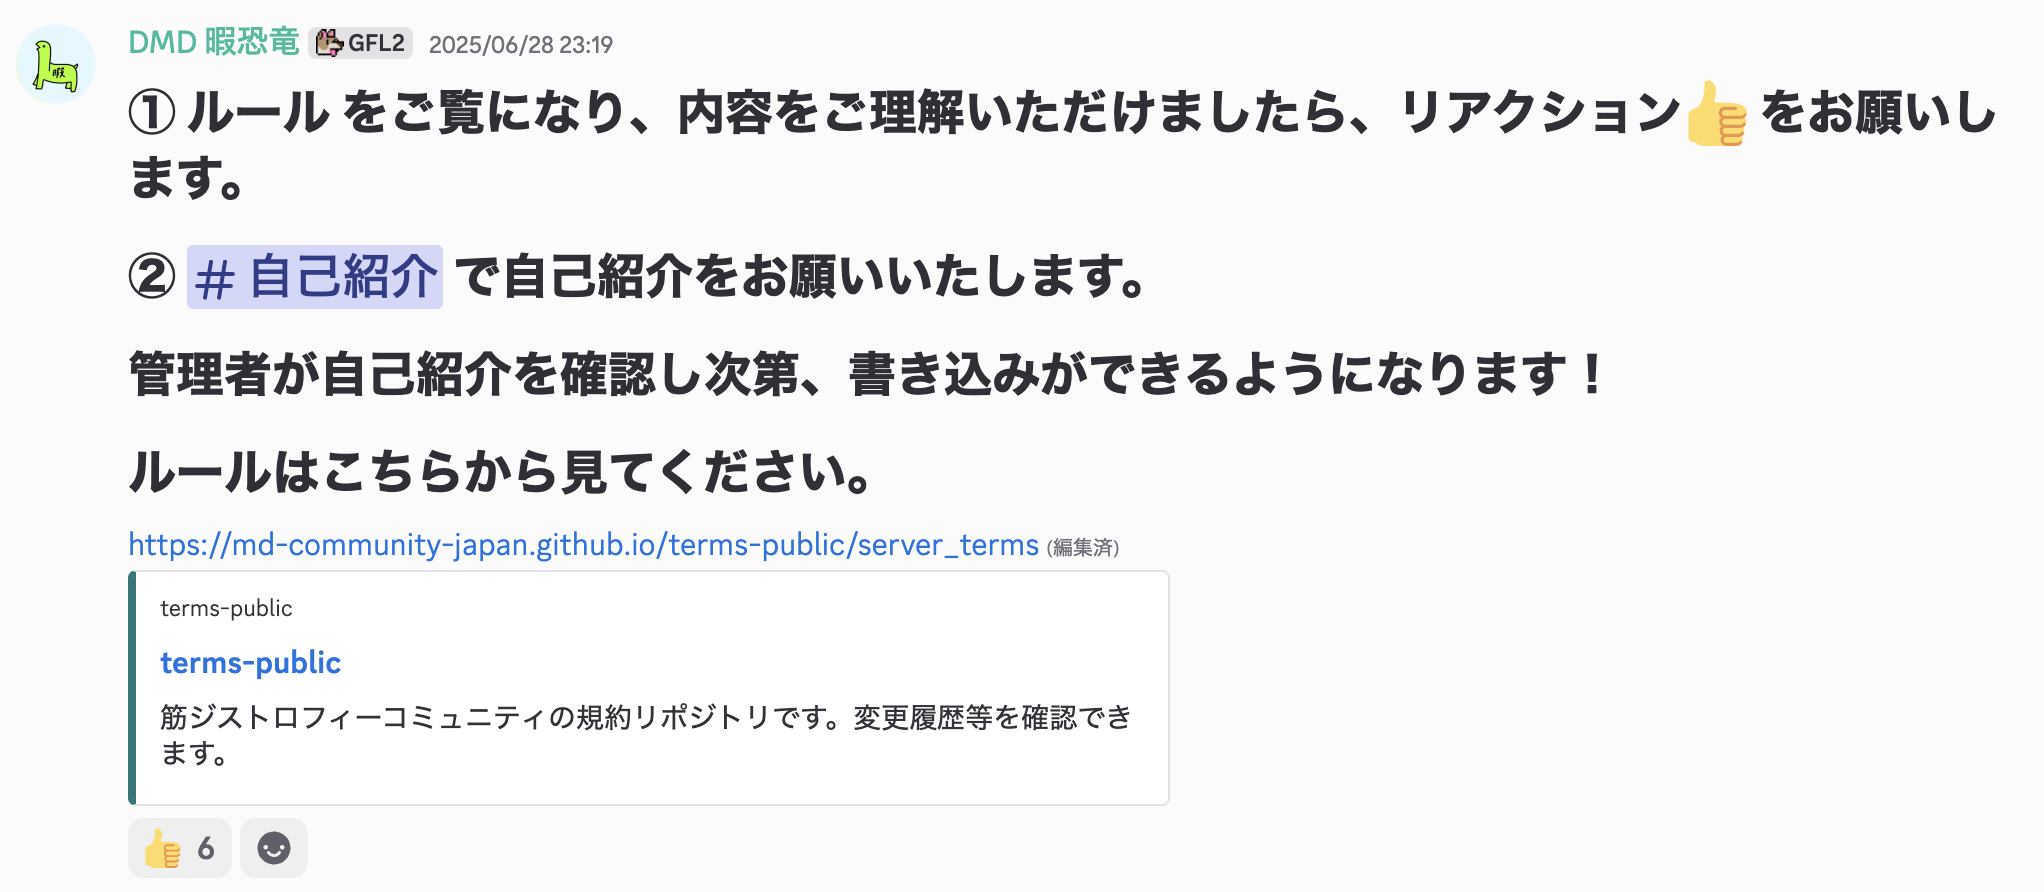 DMD 暇恐竜 GFL2 2025/06/28 23:19
暇
① ルール をご覧になり、内容をご理解いただけましたら、リアクション👍 をお願いし
ます。
② # 自己紹介 で自己紹介をお願いいたします。
管理者が自己紹介を確認し次第、書き込みができるようになります！
ルールはこちらから見てください。
https://md-community-japan.github.io/terms-public/server_terms (編集済)
terms-public
terms-public
筋ジストロフィーコミュニティの規約リポジトリです。変更履歴等を確認でき
ます。
👍 6